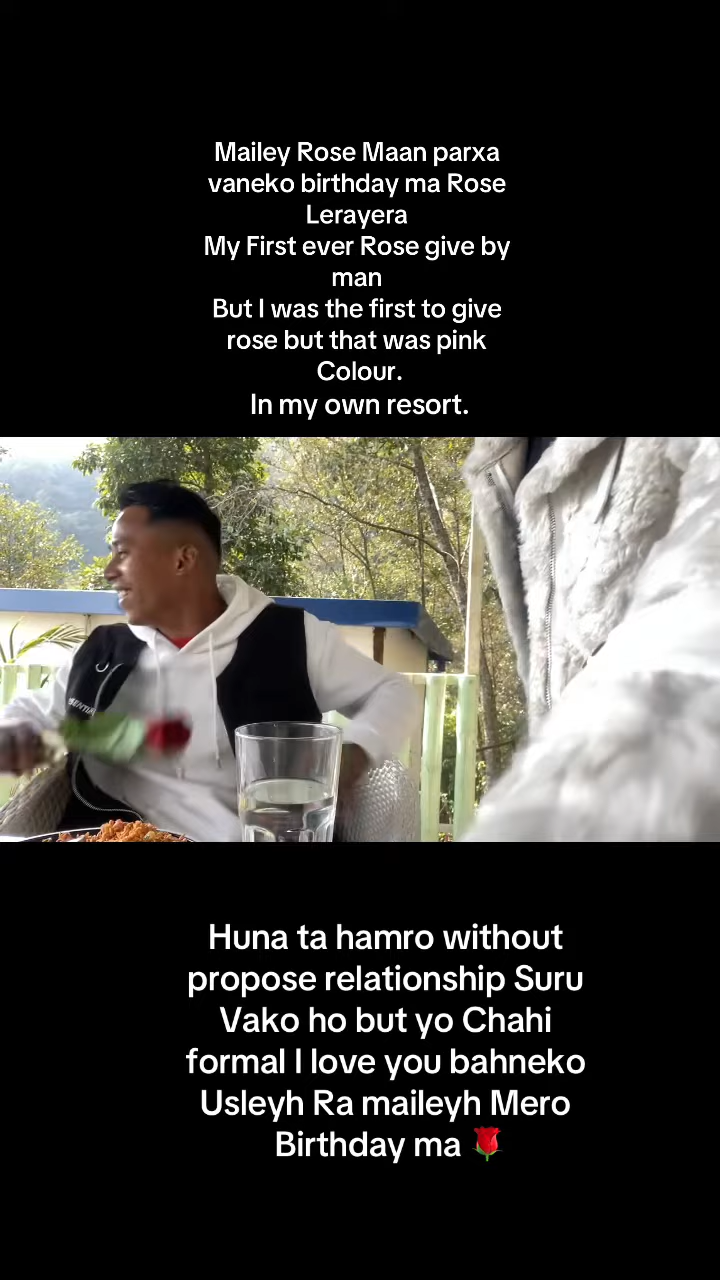 Mailey Rose Maan parxa
vaneko birthday ma Rose
Lerayera
My First ever Rose give by
man
But I was the first to give
rose but that was pink
Colour.
In my own resort.
Huna ta hamro without
propose relationship Suru
Vako ho but yo Chahi
formal I love you bahneko
Usleyh Ra maileyh Mero
Birthday ma 🌹